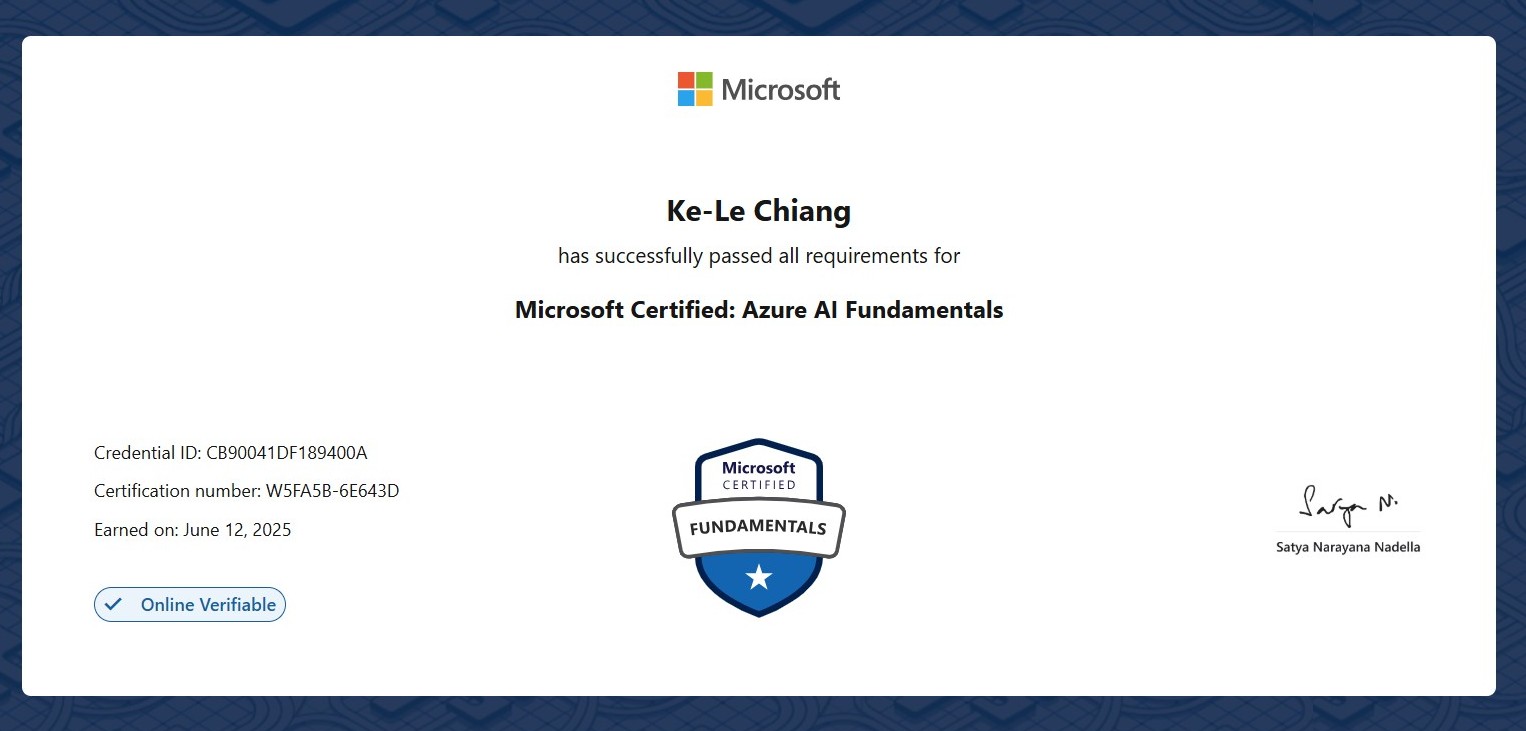 Microsoft
Ke-Le Chiang
has successfully passed all requirements for
Microsoft Certified: Azure AI Fundamentals
Credential ID: CB90041DF189400A
Certification number: W5FA5B-6E643D
Earned on: June 12, 2025
Online Verifiable
Microsoft
CERTIFIED
FUNDAMENTALS
Satya N.
Satya Narayana Nadella